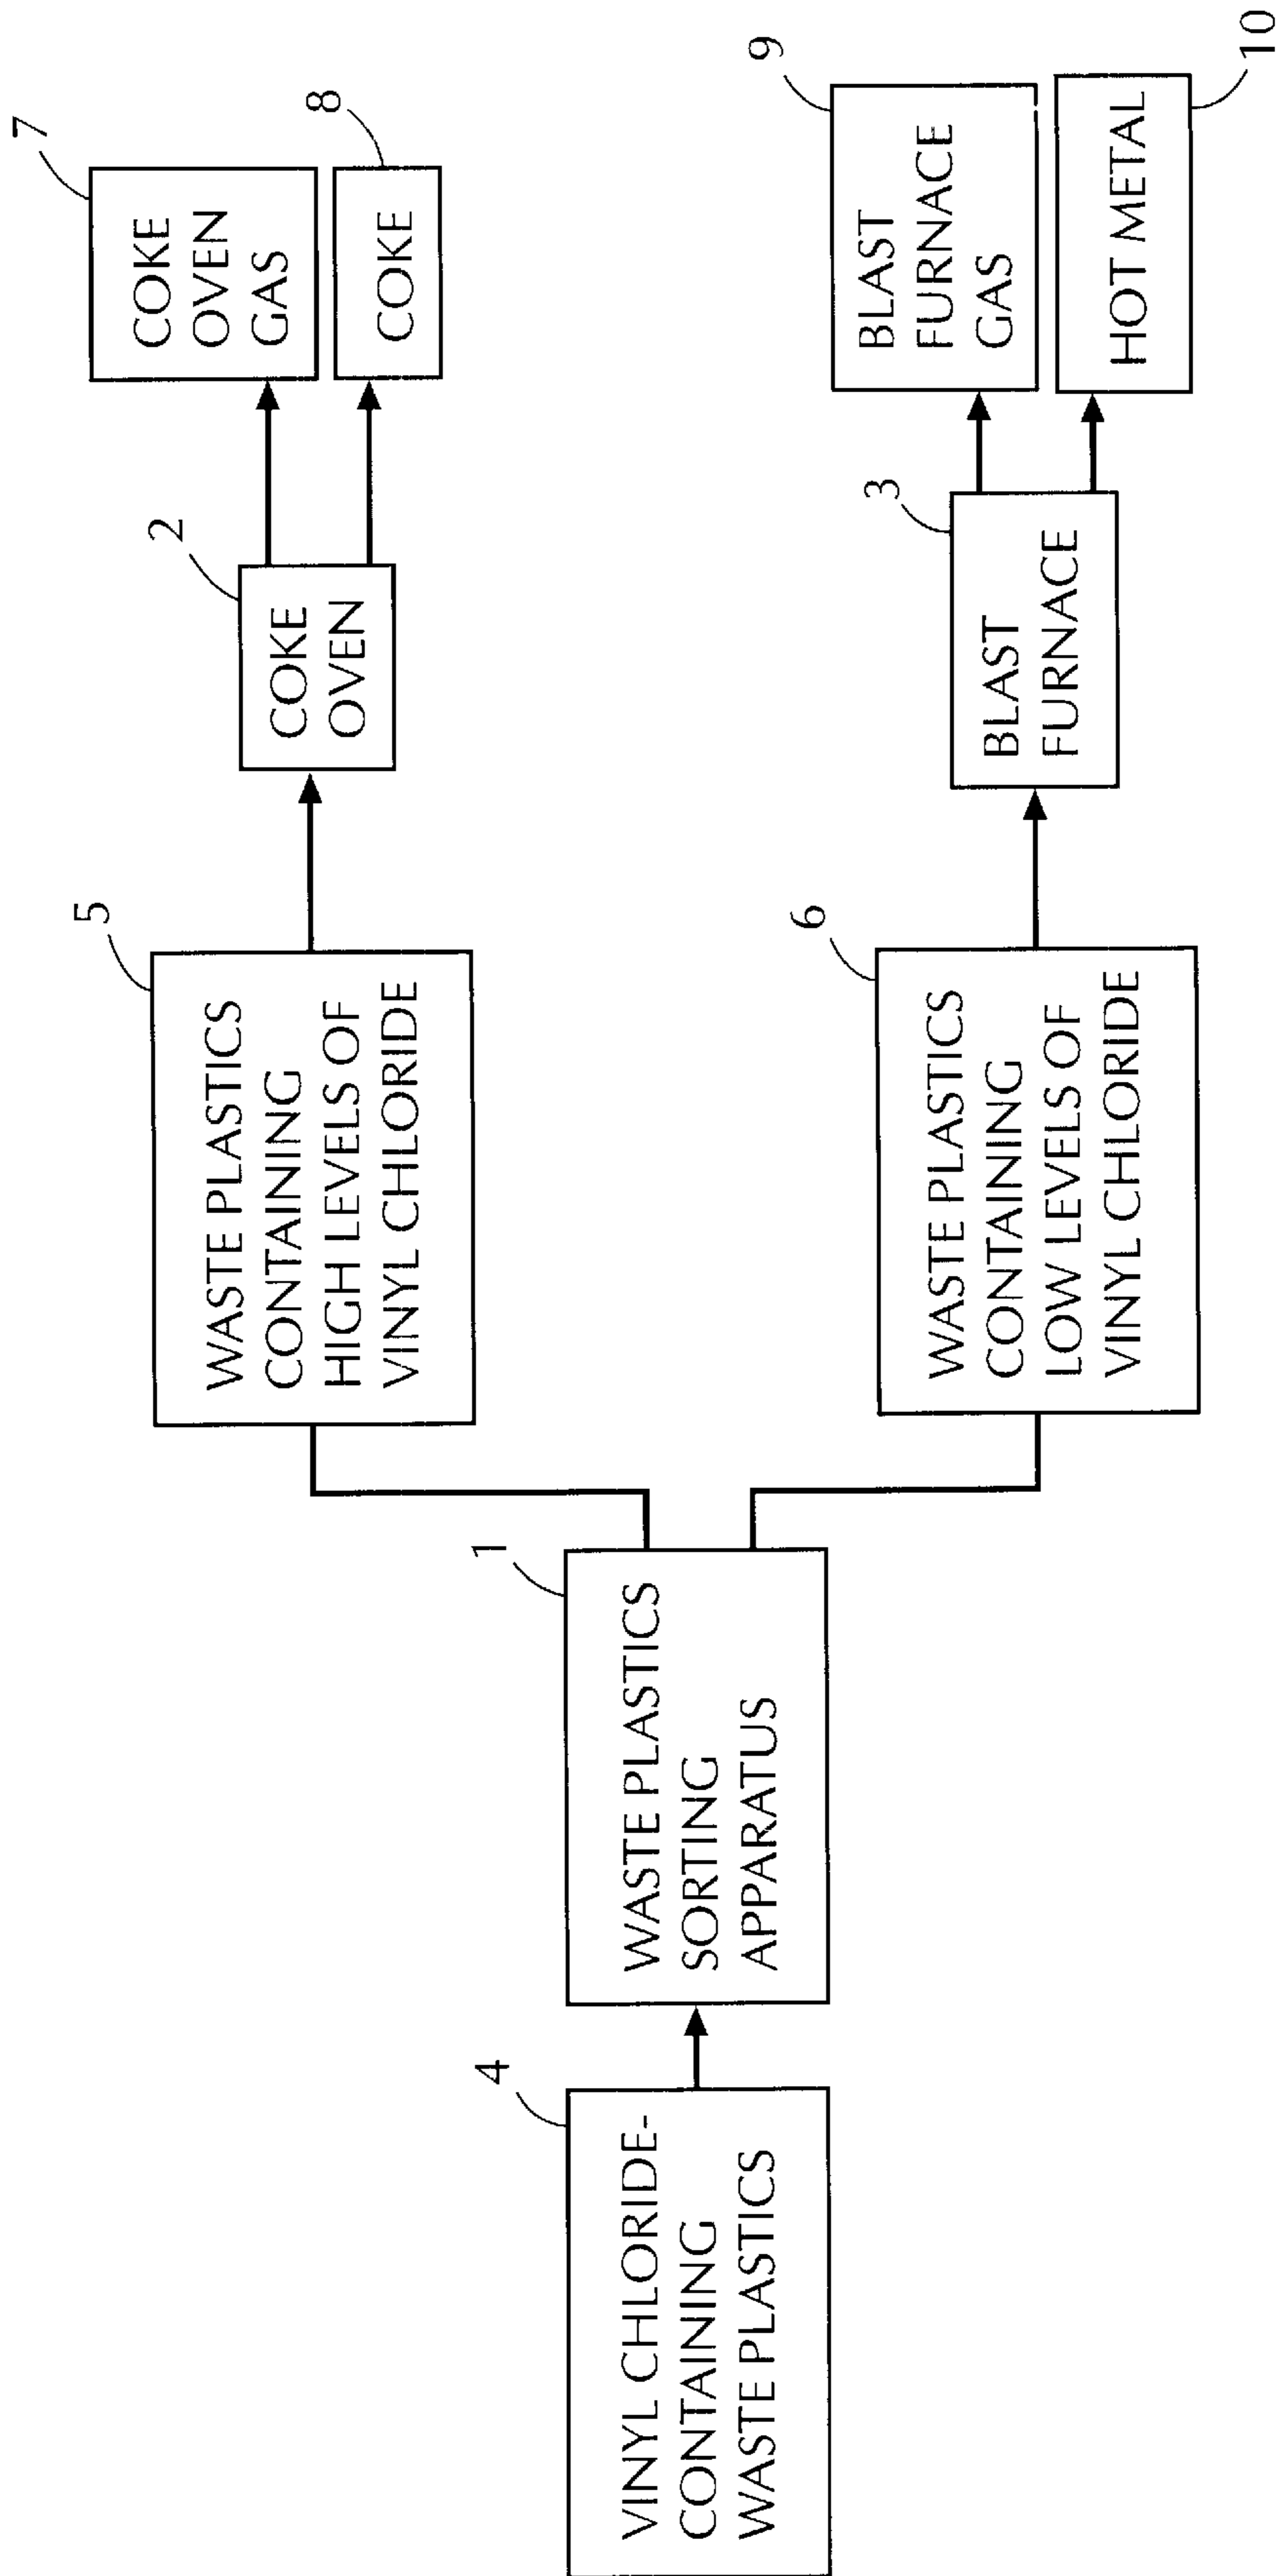 4
VINYL CHLORIDE-
CONTAINING
WASTE PLASTICS
1
WASTE PLASTICS
SORTING
APPARATUS
5
WASTE PLASTICS
CONTAINING
HIGH LEVELS OF
VINYL CHLORIDE
2
COKE
OVEN
7
COKE
OVEN
GAS
8
COKE
6
WASTE PLASTICS
CONTAINING
LOW LEVELS OF
VINYL CHLORIDE
3
BLAST
FURNACE
9
BLAST
FURNACE
GAS
HOT METAL
10